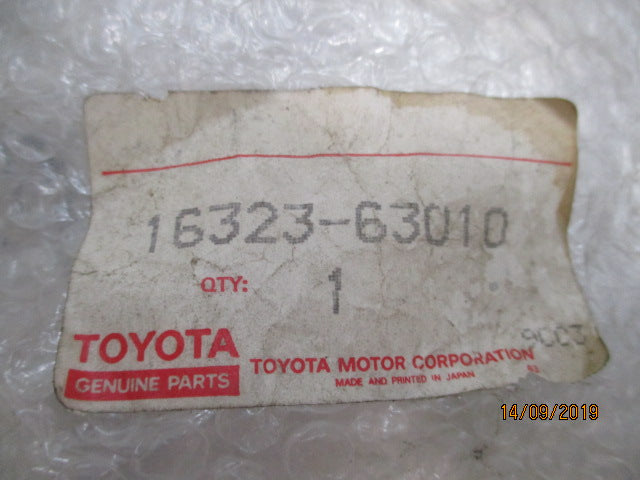 16323-63010
QTY: 1
TOYOTA
GENUINE PARTS
TOYOTA MOTOR CORPORATION
MADE AND PRINTED IN JAPAN
14/09/2019